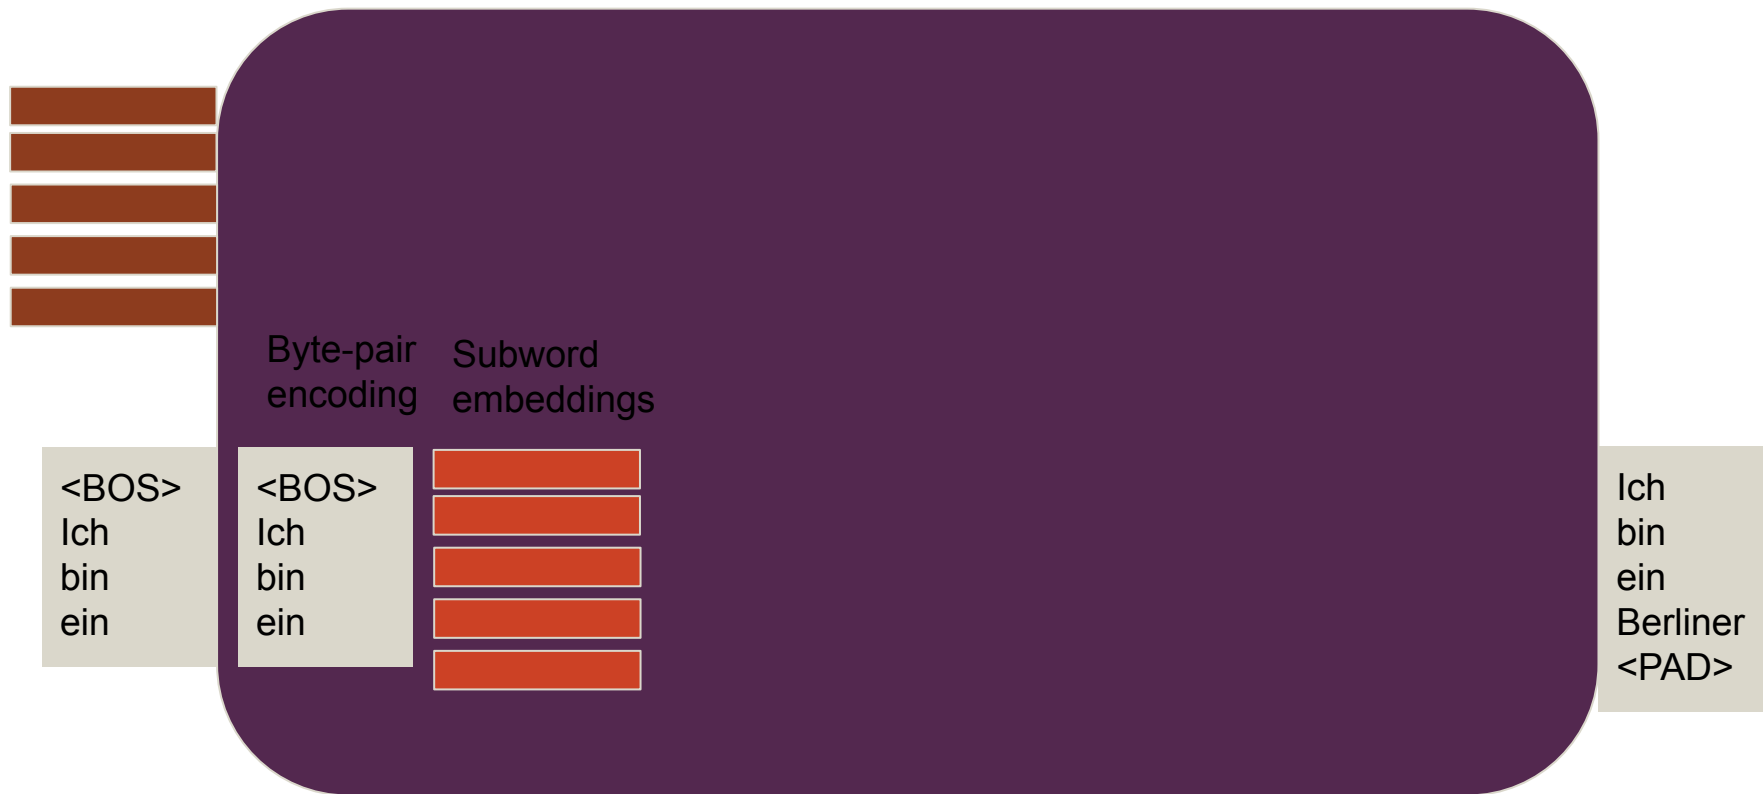 Byte-pair
encoding
Subword
embeddings
<BOS>
Ich
bin
ein
<BOS>
Ich
bin
ein
Ich
bin
ein
Berliner
<PAD>